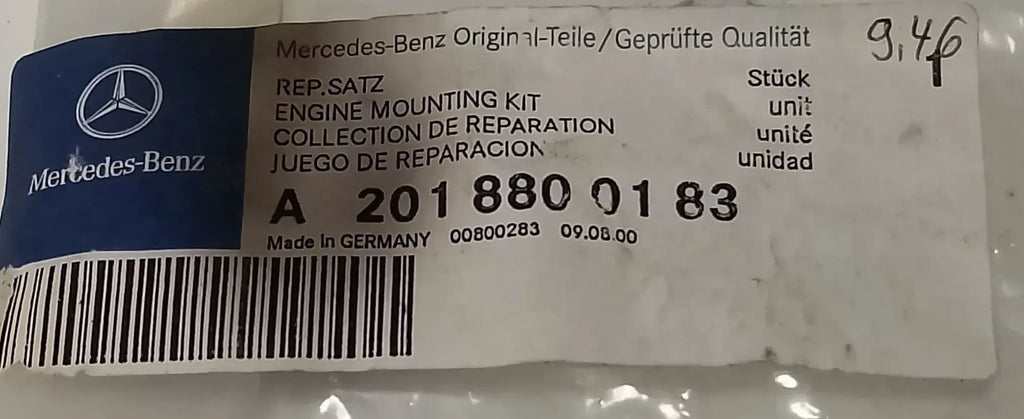 Mercedes-Benz
Mercedes-Benz Original-Teile/Geprüfte Qualität
9,46
REP.SATZ
ENGINE MOUNTING KIT
COLLECTION DE REPARATION
JUEGO DE REPARACION
Stück
unit
unité
unidad
A 201 880 01 83
Made in GERMANY 00800283 09.08.00